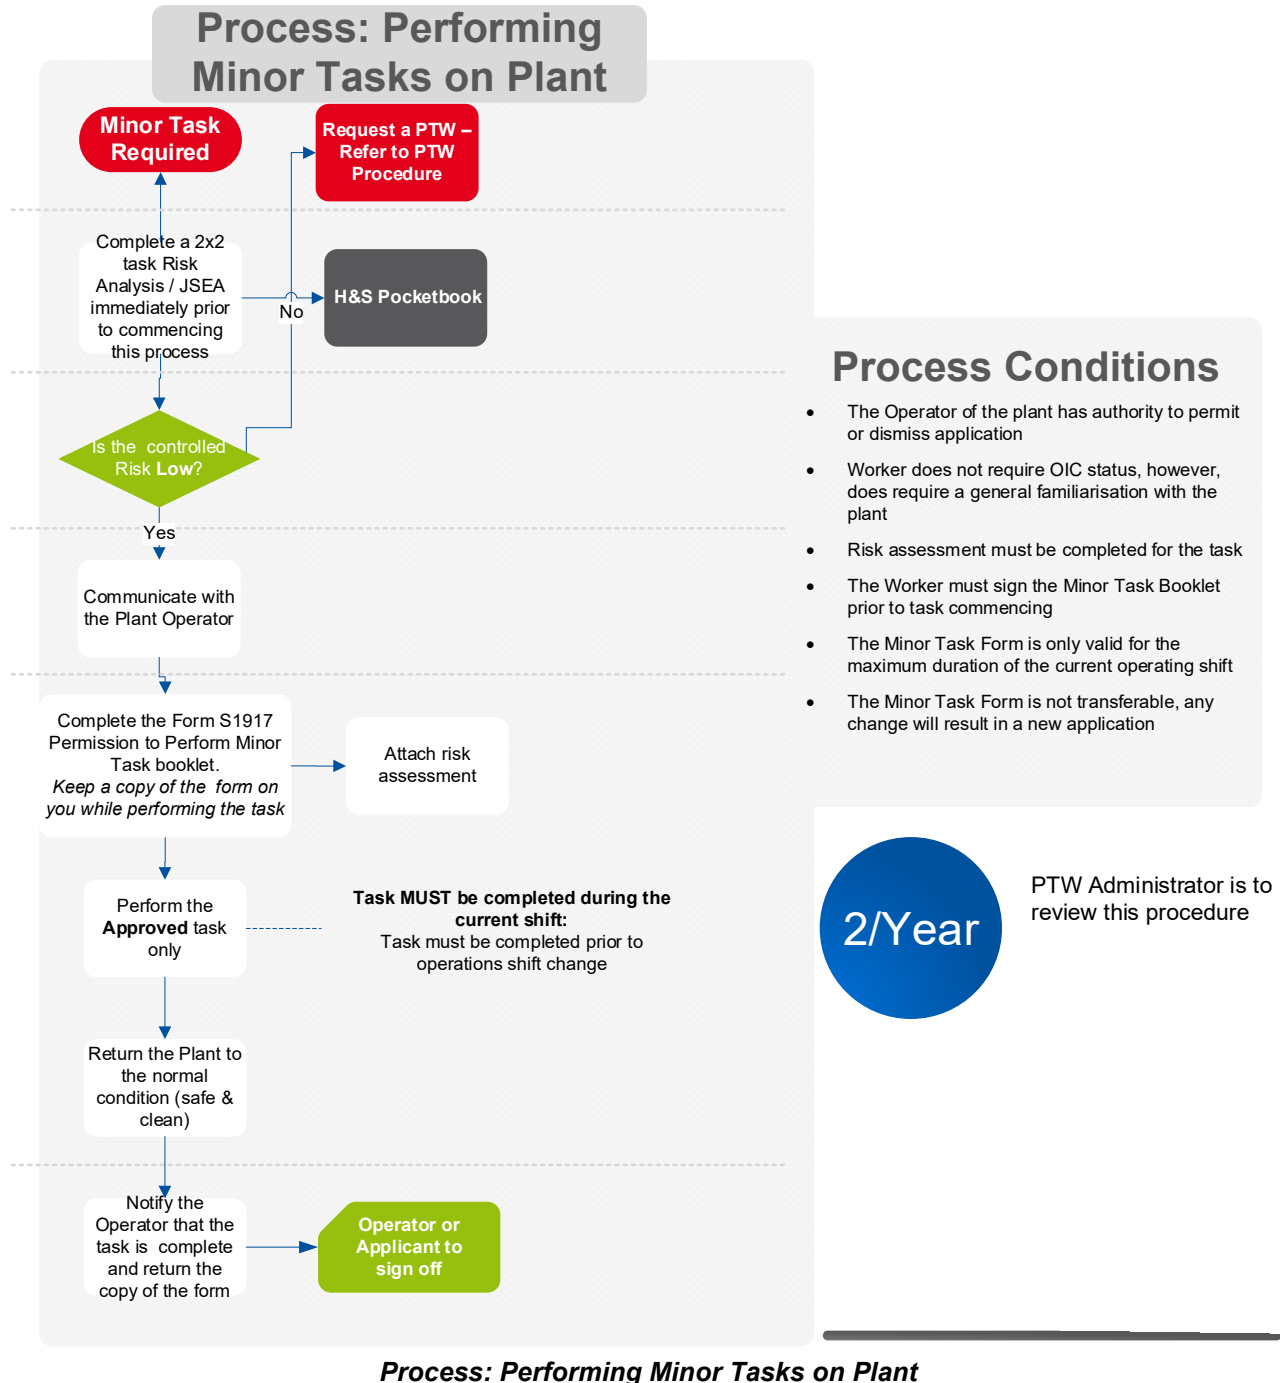 Process: Performing
Minor Tasks on Plant
Minor Task
Required
Request a PTW –
Refer to PTW
Procedure
Complete a 2x2
task Risk
Analysis / JSEA
immediately prior
to commencing
this process
No
H&S Pocketbook
Is the controlled
Risk Low?
Yes
Communicate with
the Plant Operator
Complete the Form S1917
Permission to Perform Minor
Task booklet.
Keep a copy of the form on
you while performing the task
Attach risk
assessment
Perform the
Approved task
only
Task MUST be completed during the
current shift:
Task must be completed prior to
operations shift change
Return the Plant to
the normal
condition (safe &
clean)
Notify the
Operator that the
task is complete
and return the
copy of the form
Operator or
Applicant to
sign off
Process Conditions
• The Operator of the plant has authority to permit
or dismiss application
• Worker does not require OIC status, however,
does require a general familiarisation with the
plant
• Risk assessment must be completed for the task
• The Worker must sign the Minor Task Booklet
prior to task commencing
• The Minor Task Form is only valid for the
maximum duration of the current operating shift
• The Minor Task Form is not transferable, any
change will result in a new application
2/Year
PTW Administrator is to
review this procedure
Process: Performing Minor Tasks on Plant